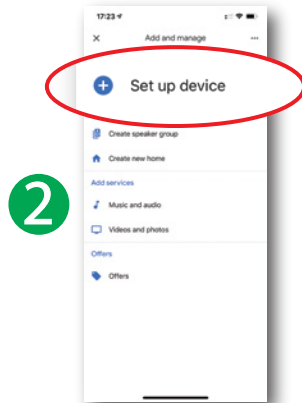 17:23
Add and manage
Set up device
Create speaker group
Create new home
Add services
Music and audio
Videos and photos
Offers
Offers
2